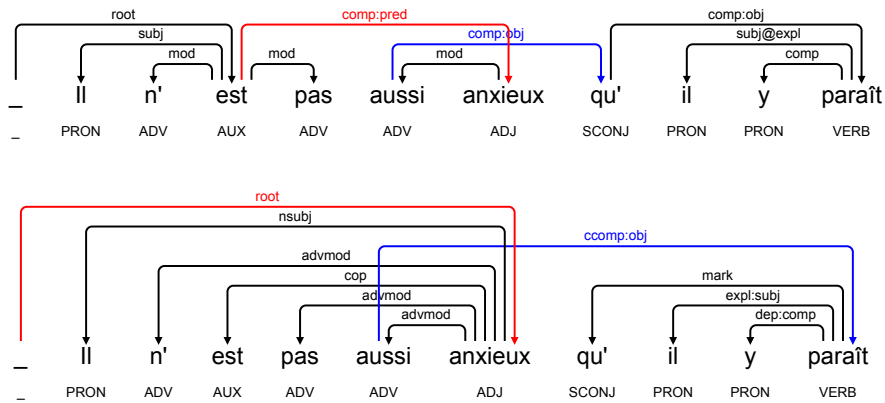 root comp:pred comp:obj
subj comp:obj subj@expl
mod mod mod comp
_ Il n' est pas aussi anxieux qu' il y paraît
_ PRON ADV AUX ADV ADV ADJ SCONJ PRON PRON VERB
root
nsubj
ccomp:obj
advmod
cop mark
advmod expl:subj
advmod dep:comp
_ Il n' est pas aussi anxieux qu' il y paraît
_ PRON ADV AUX ADV ADV ADJ SCONJ PRON PRON VERB